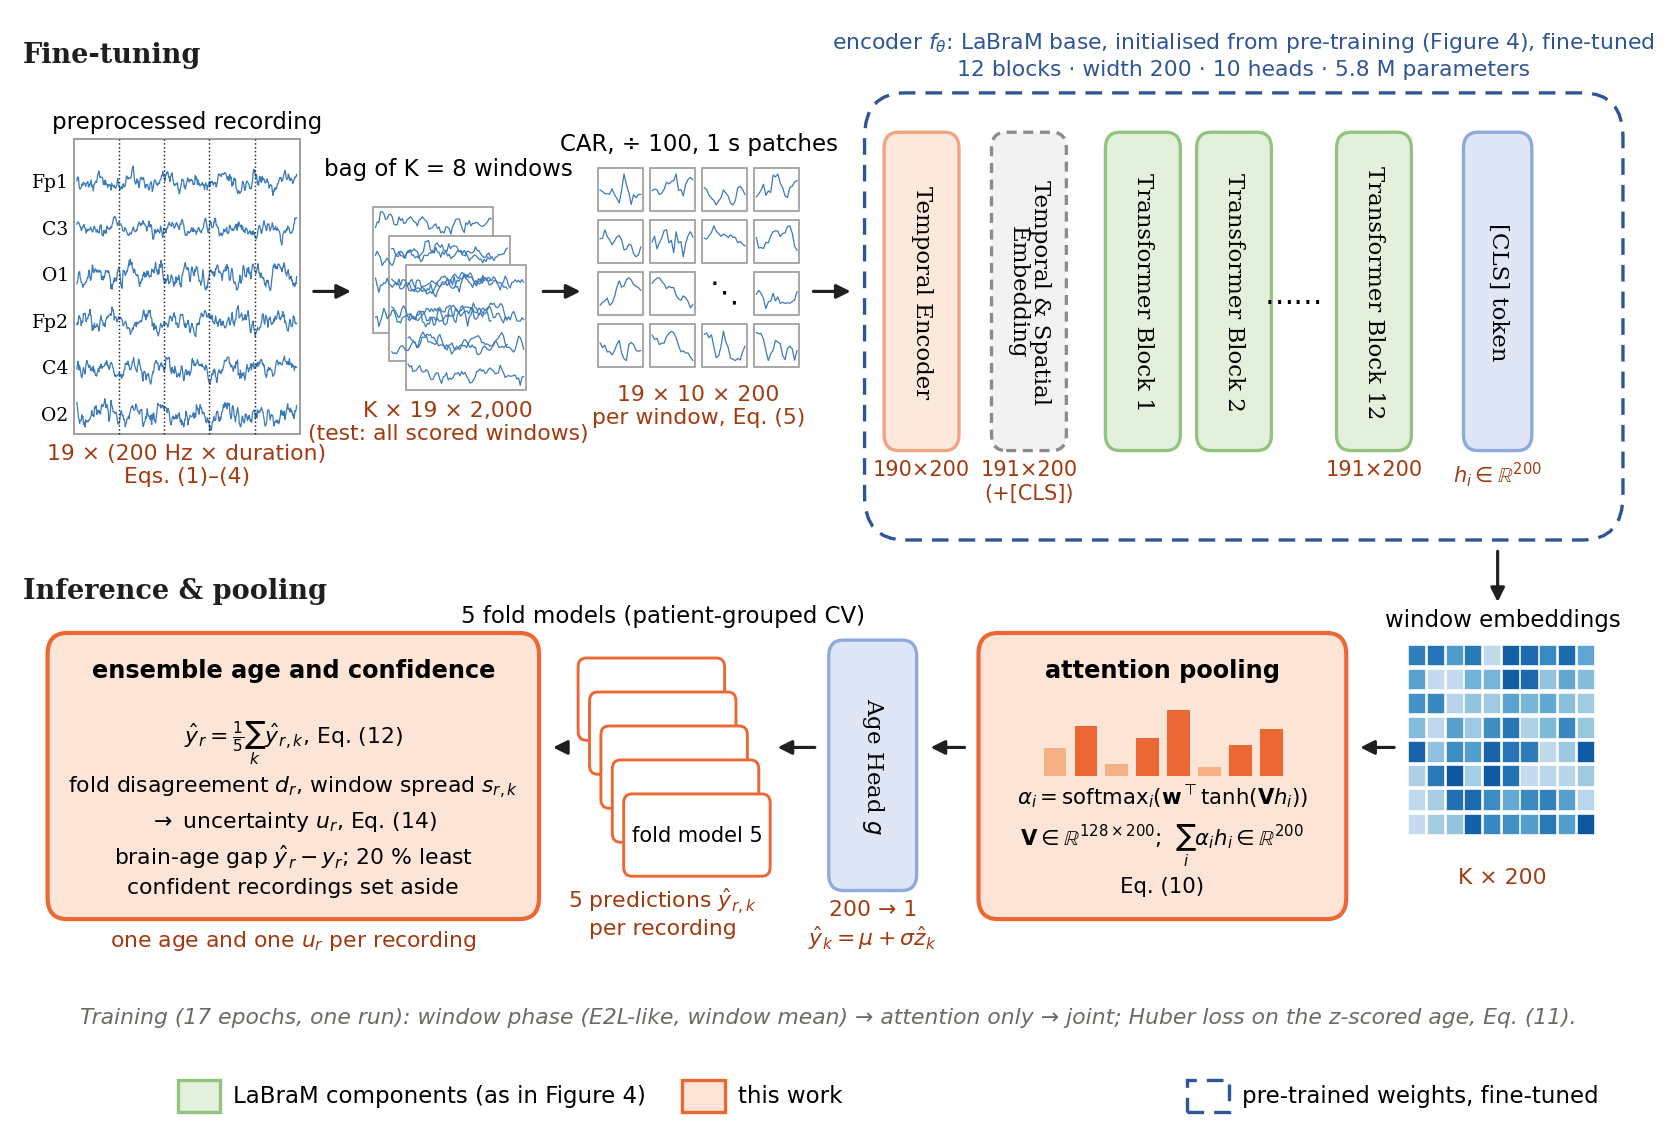 Fine-tuning
encoder fθ: LaBraM base, initialised from pre-training (Figure 4), fine-tuned
12 blocks · width 200 · 10 heads · 5.8 M parameters
preprocessed recording
Fp1
C3
O1
Fp2
C4
O2
19 × (200 Hz × duration)
Eqs. (1)–(4)
bag of K = 8 windows
K × 19 × 2,000
(test: all scored windows)
CAR, ÷ 100, 1 s patches
⋱
19 × 10 × 200
per window, Eq. (5)
Temporal Encoder
190×200
Temporal & Spatial
Embedding
191×200
(+[CLS])
Transformer Block 1
Transformer Block 2
......
Transformer Block 12
191×200
[CLS] token
hᵢ ∈ ℝ²⁰⁰
Inference & pooling
window embeddings
K × 200
attention pooling
αᵢ = softmaxᵢ(w⊤ tanh(Vhᵢ))
V ∈ ℝ¹²⁸×²⁰⁰; ∑ᵢ αᵢhᵢ ∈ ℝ²⁰⁰
Eq. (10)
Age Head g
200 → 1
ŷₖ = μ + σẑₖ
5 fold models (patient-grouped CV)
fold model 5
5 predictions ŷr,k
per recording
ensemble age and confidence
ŷr = 1/5 ∑k ŷr,k, Eq. (12)
fold disagreement dr, window spread sr,k
→ uncertainty ur, Eq. (14)
brain-age gap ŷr − yr; 20 % least
confident recordings set aside
one age and one ur per recording
Training (17 epochs, one run): window phase (E2L-like, window mean) → attention only → joint; Huber loss on the z-scored age, Eq. (11).
LaBraM components (as in Figure 4)
this work
pre-trained weights, fine-tuned